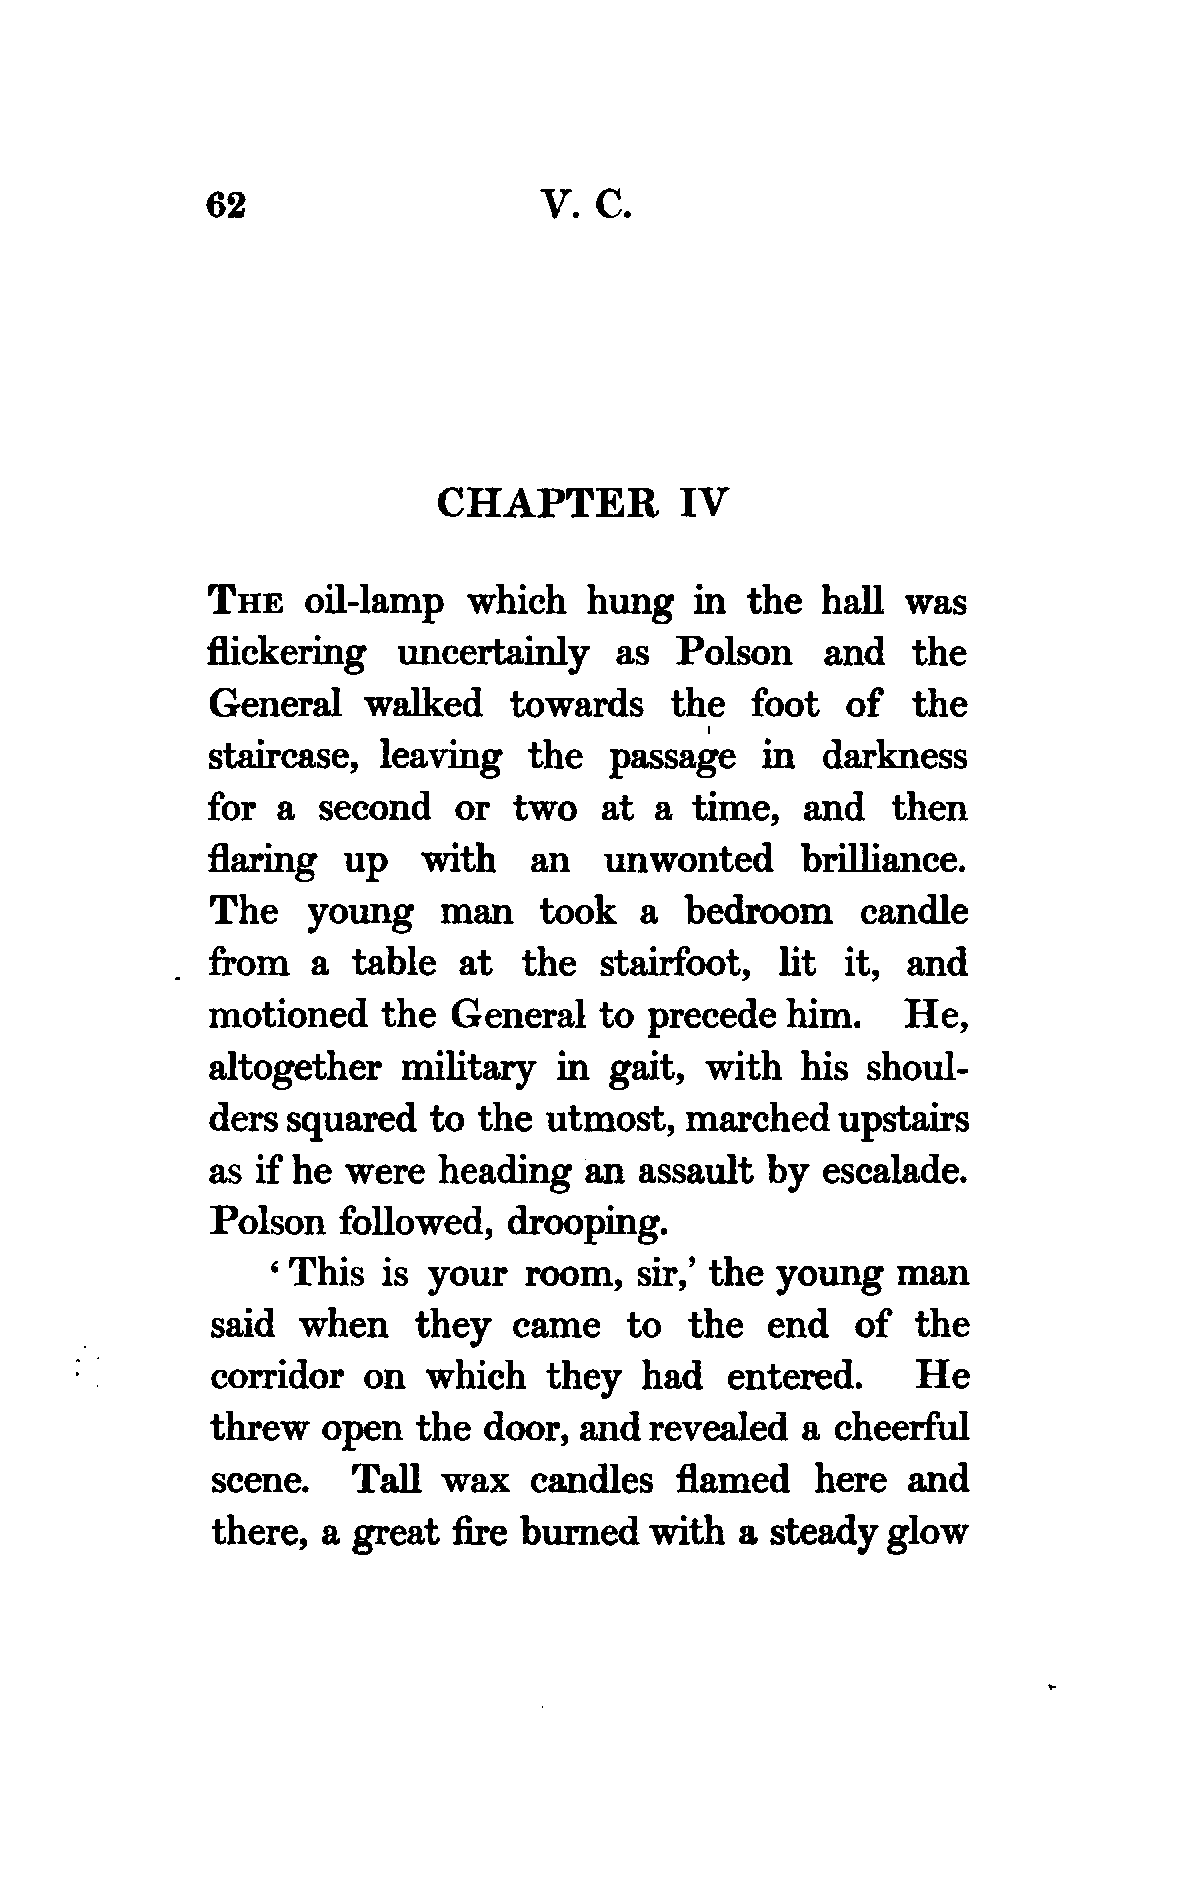 62 V. C.
CHAPTER IV
THE oil-lamp which hung in the hall was
flickering uncertainly as Polson and the
General walked towards the foot of the
staircase, leaving the passage in darkness
for a second or two at a time, and then
flaring up with an unwonted brilliance.
The young man took a bedroom candle
from a table at the stairfoot, lit it, and
motioned the General to precede him. He,
altogether military in gait, with his shoul-
ders squared to the utmost, marched upstairs
as if he were heading an assault by escalade.
Polson followed, drooping.
‘ This is your room, sir,’ the young man
said when they came to the end of the
corridor on which they had entered. He
threw open the door, and revealed a cheerful
scene. Tall wax candles flamed here and
there, a great fire burned with a steady glow